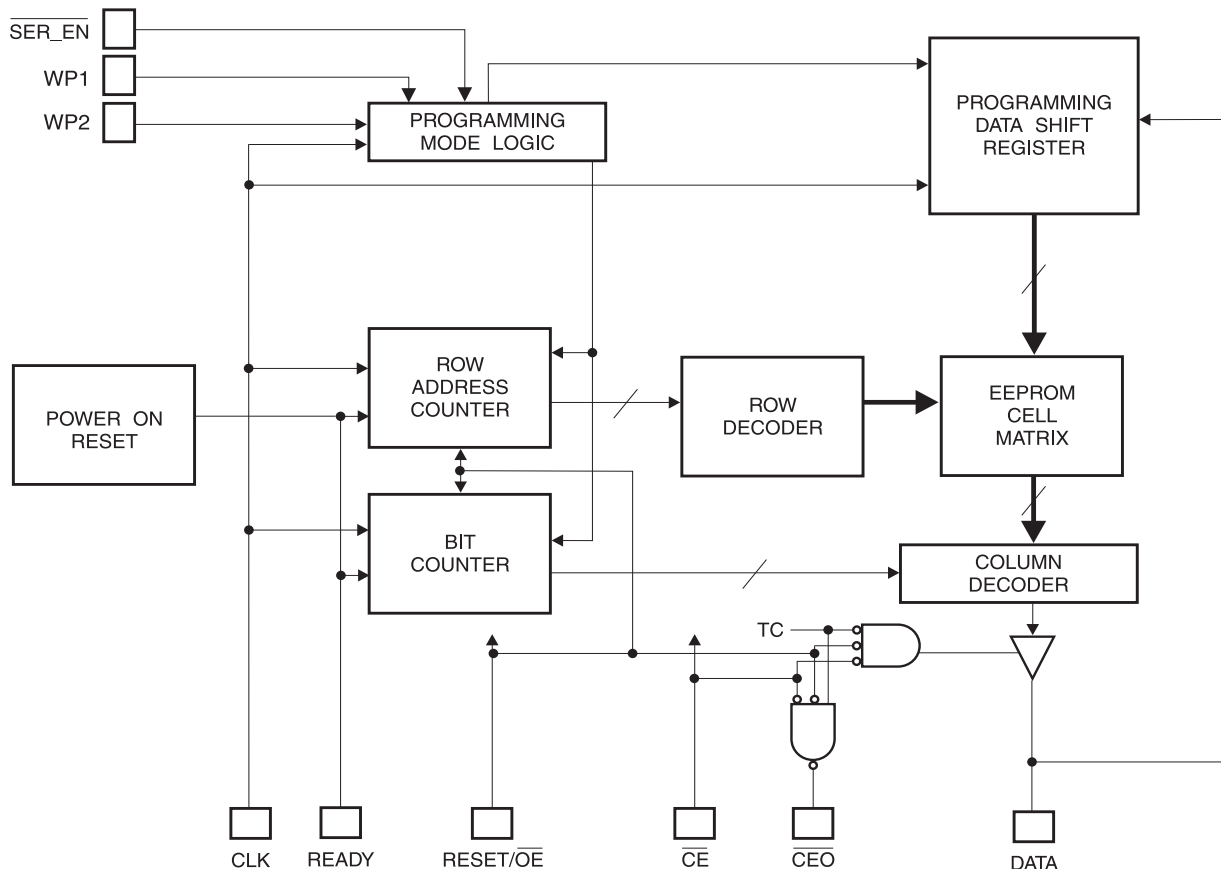 SER_EN
WP1
WP2
PROGRAMMING
MODE LOGIC
PROGRAMMING
DATA SHIFT
REGISTER
POWER ON
RESET
ROW
ADDRESS
COUNTER
ROW
DECODER
EEPROM
CELL
MATRIX
BIT
COUNTER
COLUMN
DECODER
TC
CLK
READY
RESET/OE
CE
CEO
DATA